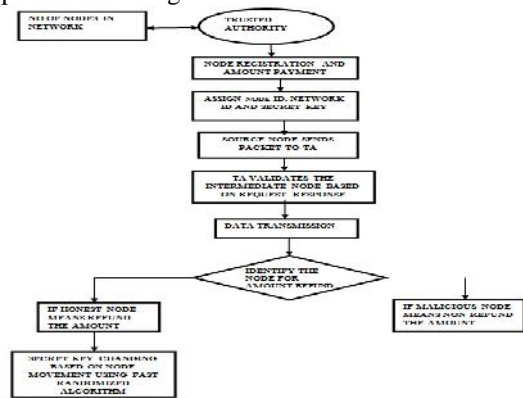 NO OF NODES IN
NETWORK
TRUSTED
AUTHORITY
NODE REGISTRATION AND
AMOUNT PAYMENT
ASSIGN NODE ID, NETWORK
ID AND SECRET KEY
SOURCE NODE SENDS
PACKET TO TA
TA VALIDATES THE
INTERMEDIATE NODE BASED
ON REQUEST RESPONSE
DATA TRANSMISSION
IDENTIFY THE
NODE FOR
AMOUNT REFUND
IF HONEST NODE
MEANS REFUND
THE AMOUNT
IF MALICIOUS NODE
MEANS NON REFUND
THE AMOUNT
SECRET KEY CHANGING
BASED ON NODE
MOVEMENT USING FAST
RANDOMIZED
ALGORITHM